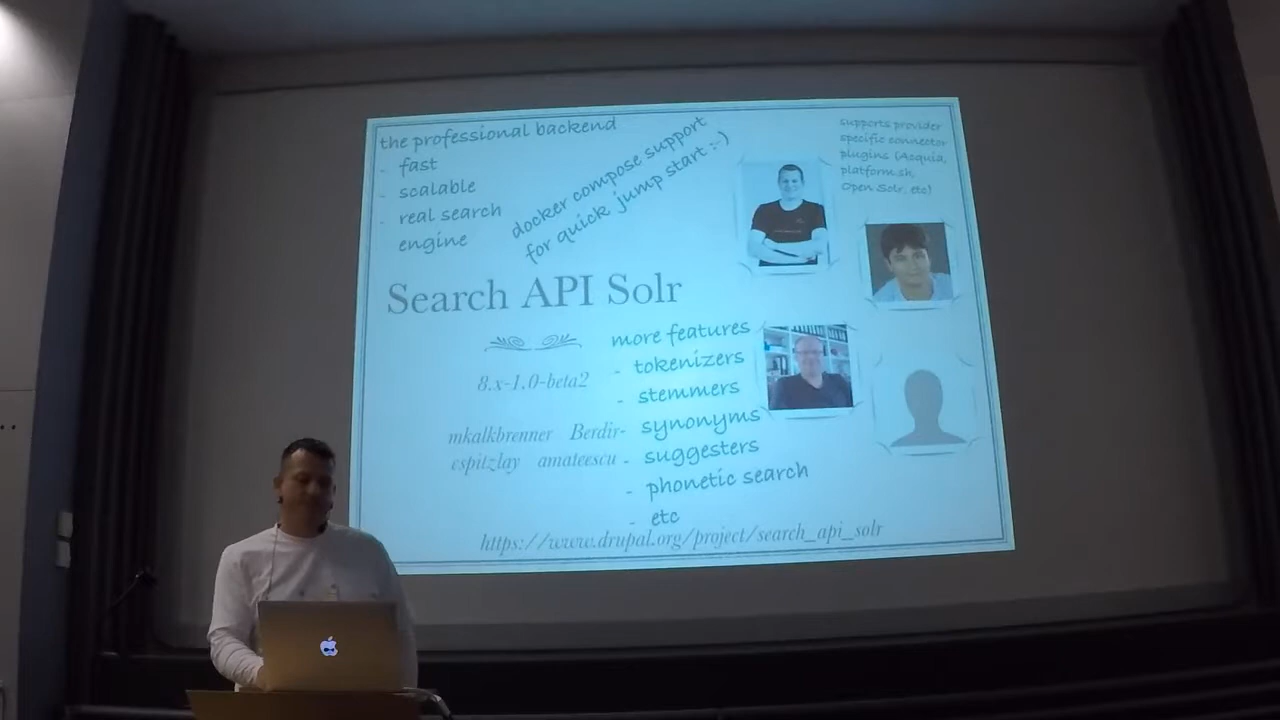 the professional backend
- fast
- scalable
- real search
engine
docker compose support
for quick jump start :-)
supports provider
specific connector
plugins (Acquia,
platform.sh,
Open Solr, etc)
Search API Solr
8.x-1.0-beta2
mkalkbrenner Berdir
cspitzlay amateescu
more features
- tokenizers
- stemmers
- synonyms
- suggesters
- phonetic search
- etc
https://www.drupal.org/project/search_api_solr